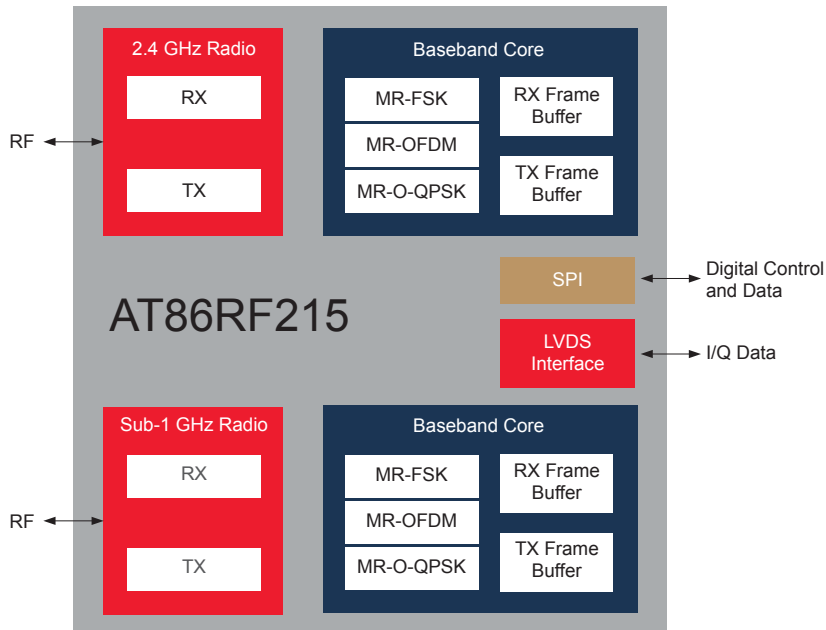 2.4 GHz Radio
RX
TX
RF
Baseband Core
MR-FSK
MR-OFDM
MR-O-QPSK
RX Frame
Buffer
TX Frame
Buffer
AT86RF215
SPI
Digital Control
and Data
LVDS
Interface
I/Q Data
Sub-1 GHz Radio
RX
TX
RF
Baseband Core
MR-FSK
MR-OFDM
MR-O-QPSK
RX Frame
Buffer
TX Frame
Buffer